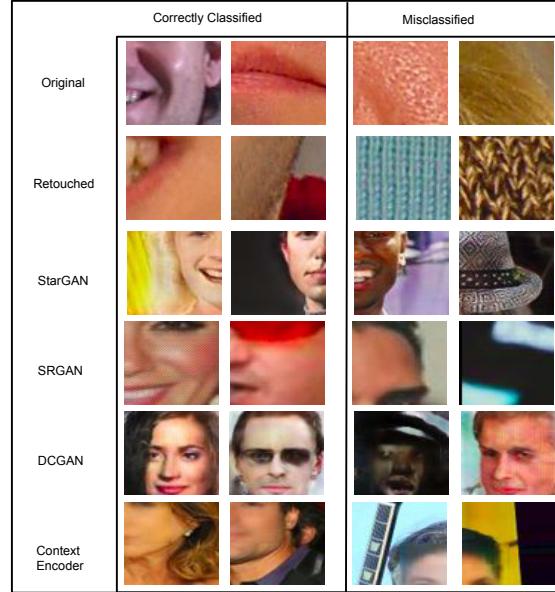 Correctly Classified
Misclassified
Original
Retouched
StarGAN
SRGAN
DCGAN
Context
Encoder